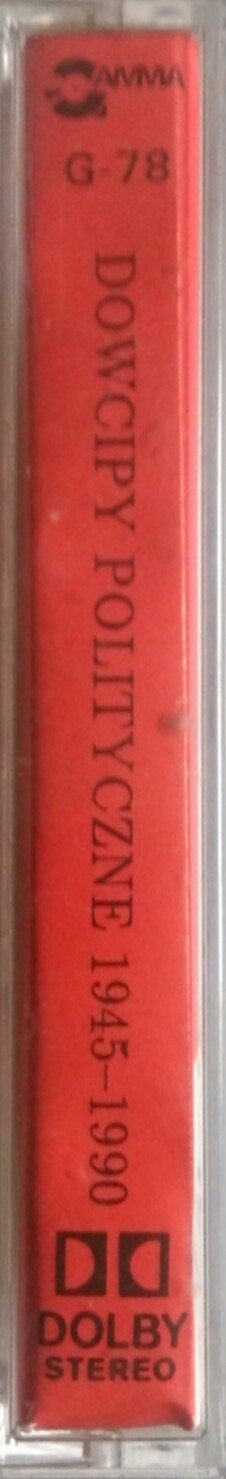 GAMMA
G-78
DOWCIPY POLITYCZNE 1945–1990
DOLBY
STEREO